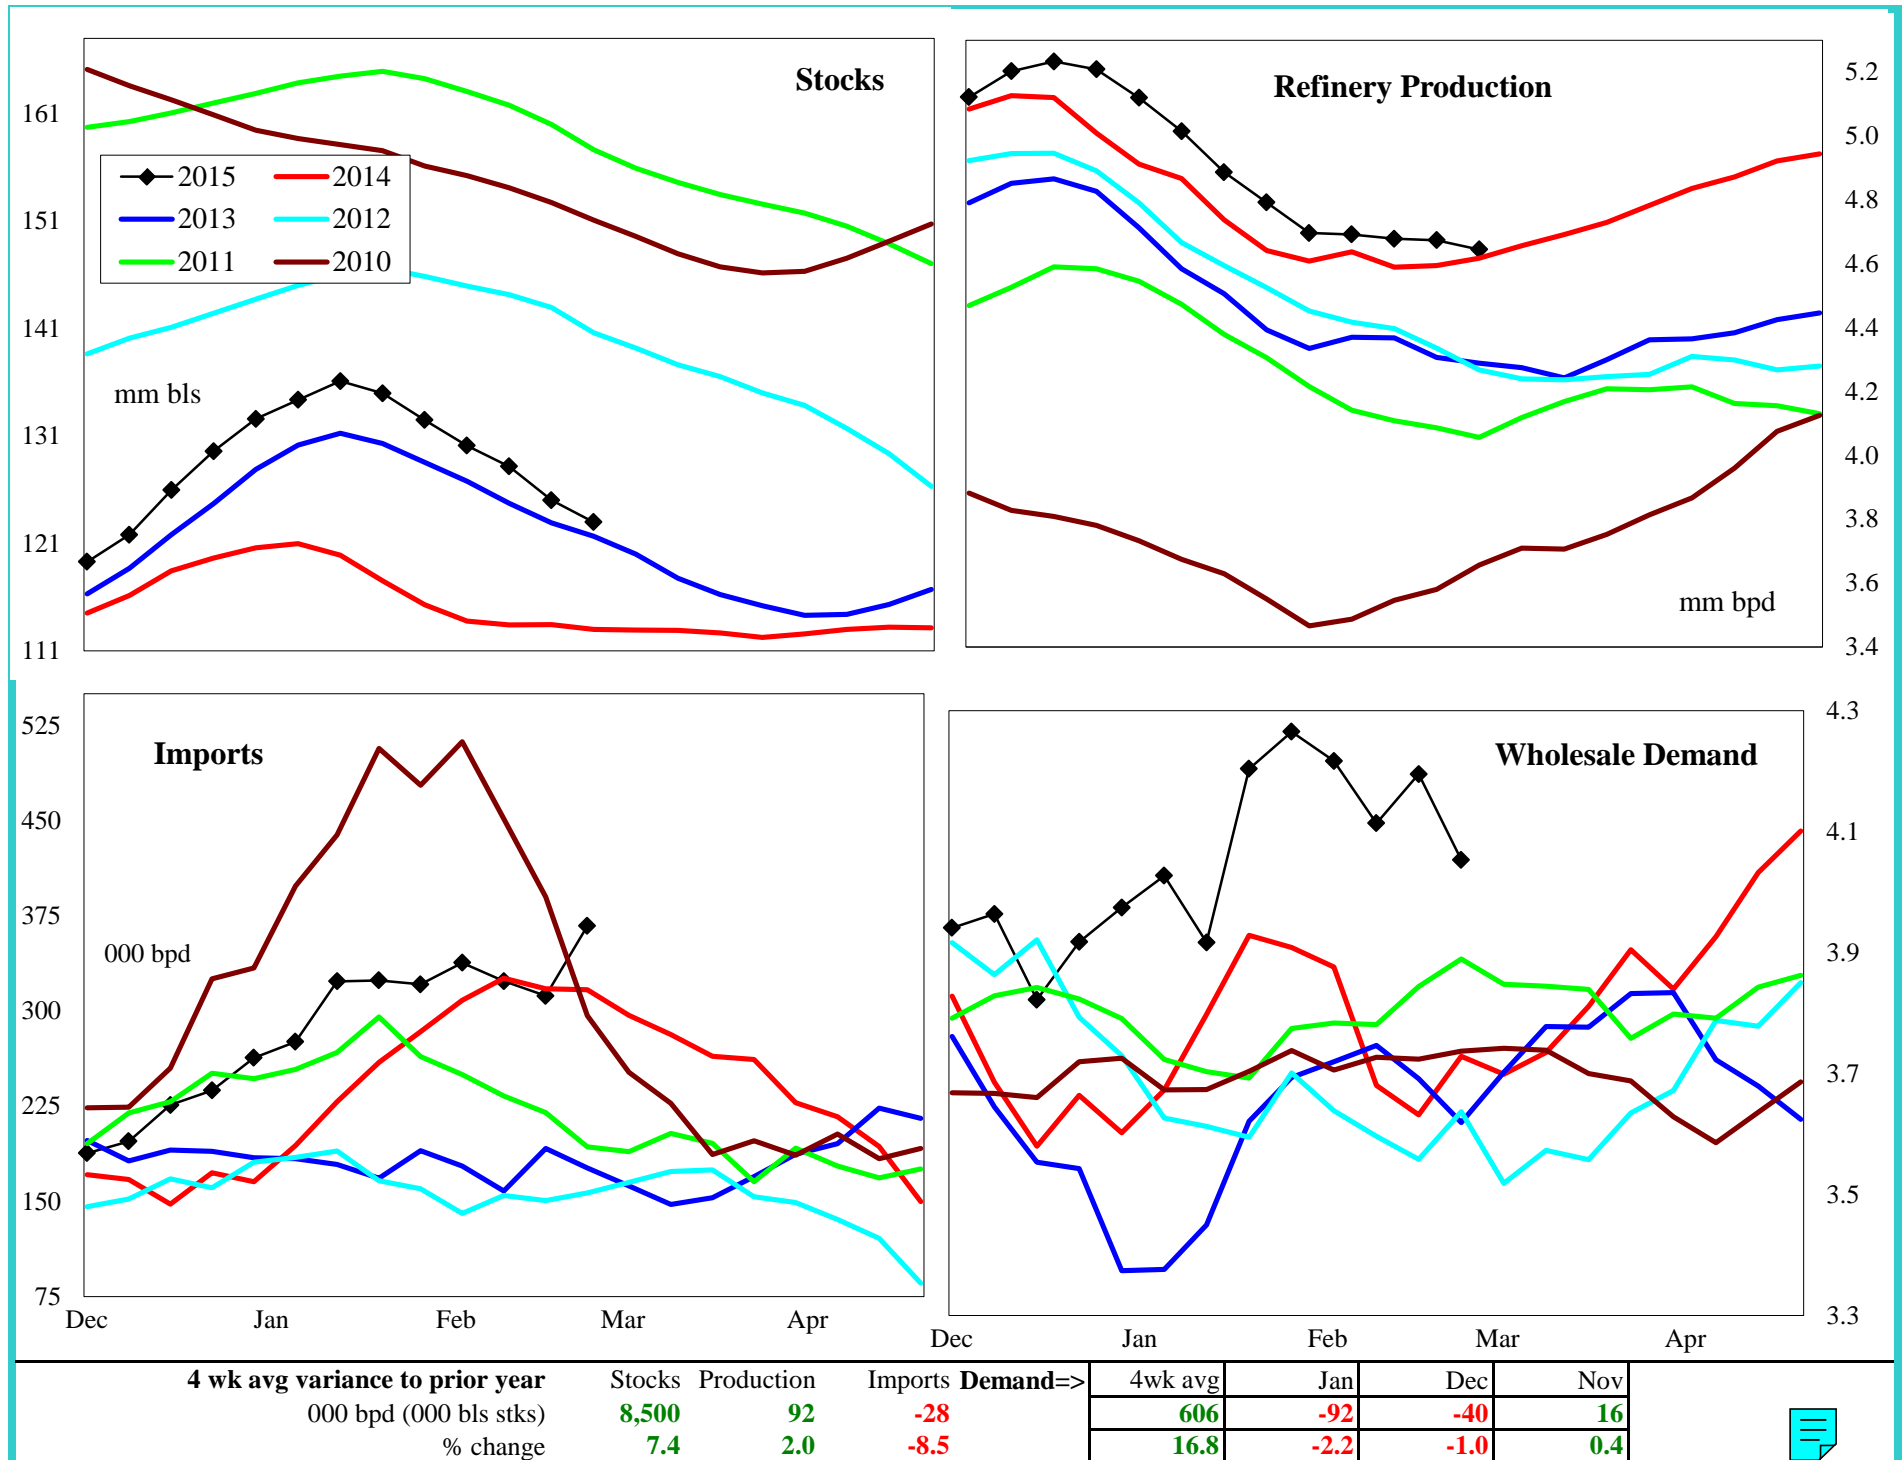 Stocks
161
151
141
131
121
111
2015
2014
2013
2012
2011
2010
mm bls
Refinery Production
5.2
5.0
4.8
4.6
4.4
4.2
4.0
3.8
3.6
3.4
mm bpd
Imports
525
450
375
300
225
150
75
000 bpd
Dec Jan Feb Mar Apr
Wholesale Demand
4.3
4.1
3.9
3.7
3.5
3.3
Dec Jan Feb Mar Apr
4 wk avg variance to prior year Stocks Production Imports Demand=> 4wk avg Jan Dec Nov
000 bpd (000 bls stks) 8,500 92 -28 606 -92 -40 16
% change 7.4 2.0 -8.5 16.8 -2.2 -1.0 0.4